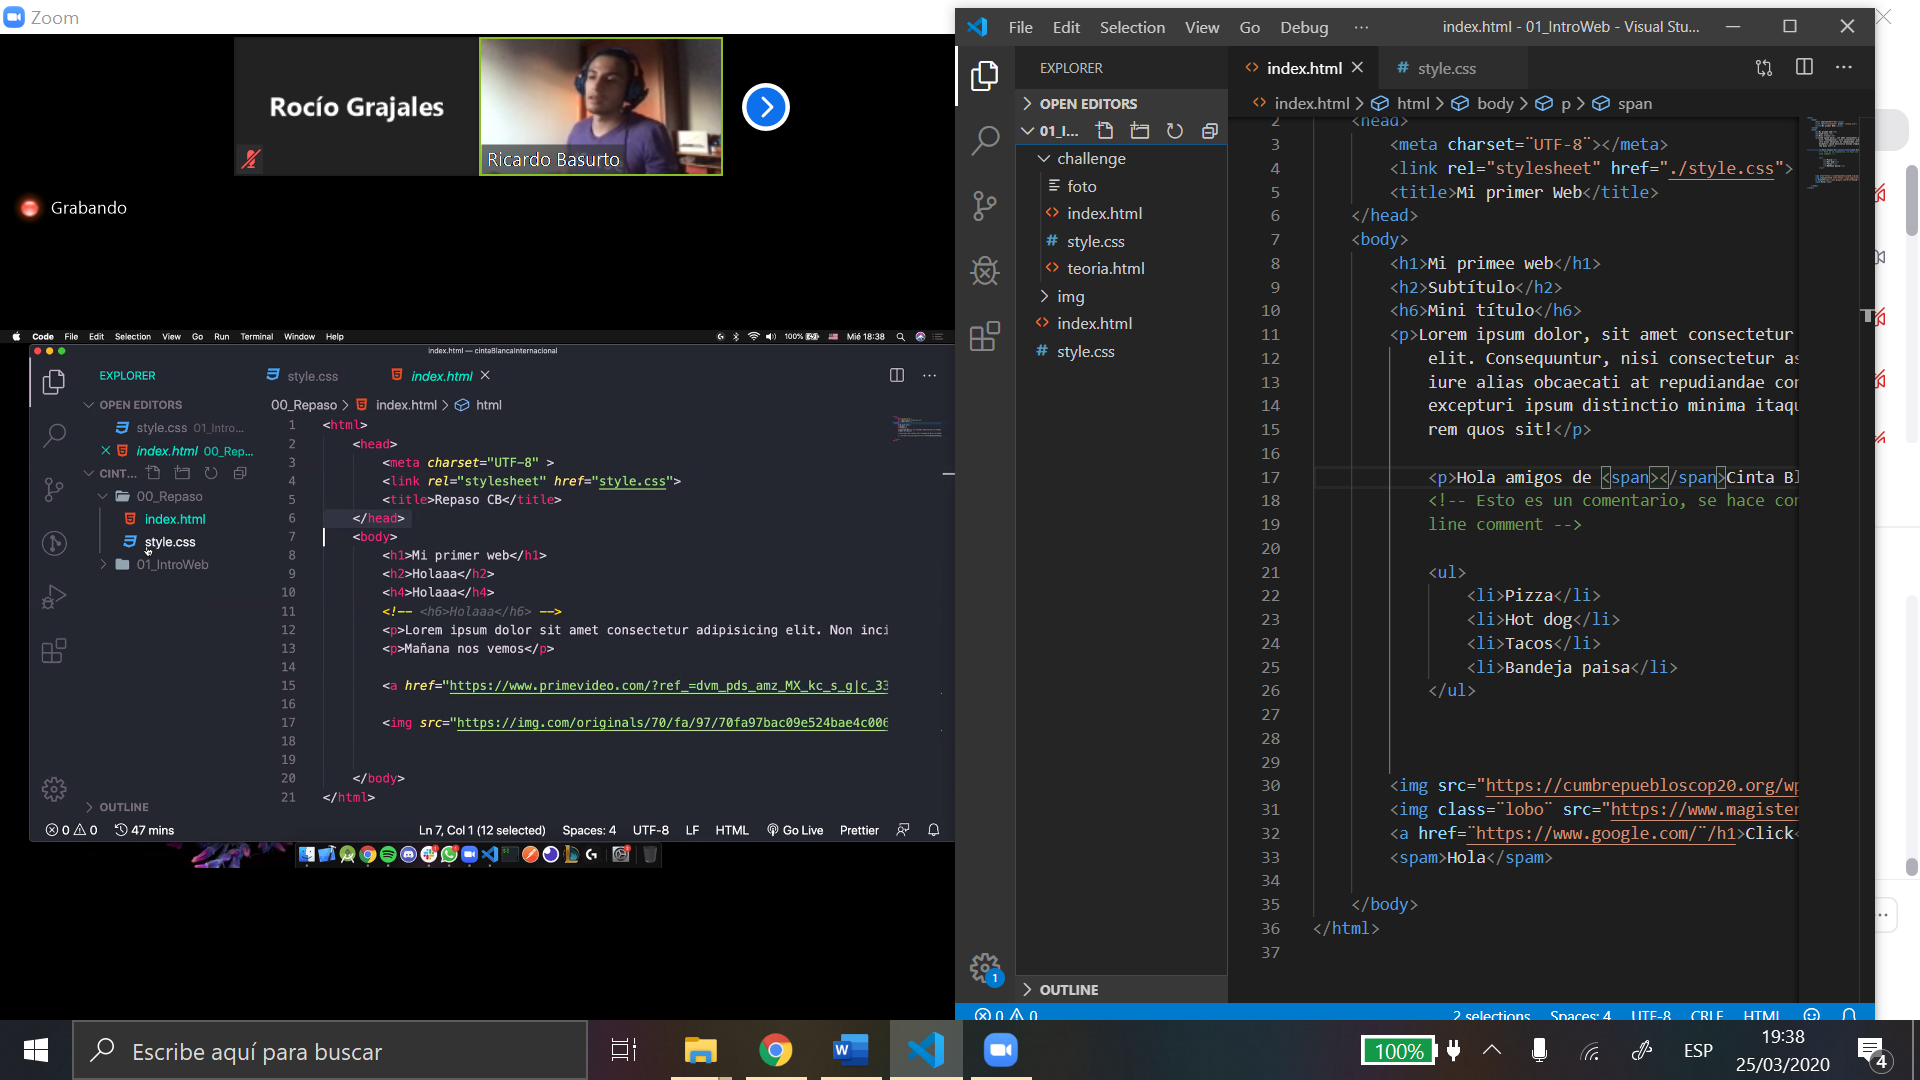 Zoom
Rocío Grajales
Ricardo Basurto
Grabando
Code File Edit Selection View Go Run Terminal Window Help
100% Mié 18:38
index.html — cintaBlancaInternacional
EXPLORER
style.css
index.html
OPEN EDITORS
style.css 01_Intro...
index.html 00_Rep...
CINT...
00_Repaso
index.html
style.css
01_IntroWeb
OUTLINE
00_Repaso > index.html > html
1 <html>
2 <head>
3 <meta charset="UTF-8" >
4 <link rel="stylesheet" href="style.css">
5 <title>Repaso CB</title>
6 </head>
7 <body>
8 <h1>Mi primer web</h1>
9 <h2>Holaaa</h2>
10 <h4>Holaaa</h4>
11 <!-- <h6>Holaaa</h6> -->
12 <p>Lorem ipsum dolor sit amet consectetur adipisicing elit. Non inci
13 <p>Mañana nos vemos</p>
14
15 <a href="https://www.primevideo.com/?ref_=dvm_pds_amz_MX_kc_s_g|c_33
16
17 <img src="https://img.com/originals/70/fa/97/70fa97bac09e524bae4c006
18
19
20 </body>
21 </html>
0 0 47 mins
Ln 7, Col 1 (12 selected) Spaces: 4 UTF-8 LF HTML Go Live Prettier
File Edit Selection View Go Debug ···
index.html - 01_IntroWeb - Visual Stu...
EXPLORER
OPEN EDITORS
01_I...
challenge
foto
index.html
style.css
teoria.html
img
index.html
style.css
OUTLINE
index.html
style.css
index.html > html > body > p > span
2 <head>
3 <meta charset=¨UTF-8¨></meta>
4 <link rel="stylesheet" href="./style.css">
5 <title>Mi primer Web</title>
6 </head>
7 <body>
8 <h1>Mi primee web</h1>
9 <h2>Subtítulo</h2>
10 <h6>Mini título</h6>
11 <p>Lorem ipsum dolor, sit amet consectetur
12 elit. Consequuntur, nisi consectetur as
13 iure alias obcaecati at repudiandae con
14 excepturi ipsum distinctio minima itaqu
15 rem quos sit!</p>
16
17 <p>Hola amigos de <span></span>Cinta Bl
18 <!-- Esto es un comentario, se hace con
19 line comment -->
20
21 <ul>
22 <li>Pizza</li>
23 <li>Hot dog</li>
24 <li>Tacos</li>
25 <li>Bandeja paisa</li>
26 </ul>
27
28
29
30 <img src="https://cumbrepuebloscop20.org/wp
31 <img class=¨lobo¨ src="https://www.magister
32 <a href=¨https://www.google.com/¨/h1>Click<
33 <spam>Hola</spam>
34
35 </body>
36 </html>
37
1
0 0
2 selections Spaces: 4 UTF-8 CRLF HTML
Escribe aquí para buscar
100%
ESP
19:38
25/03/2020
4